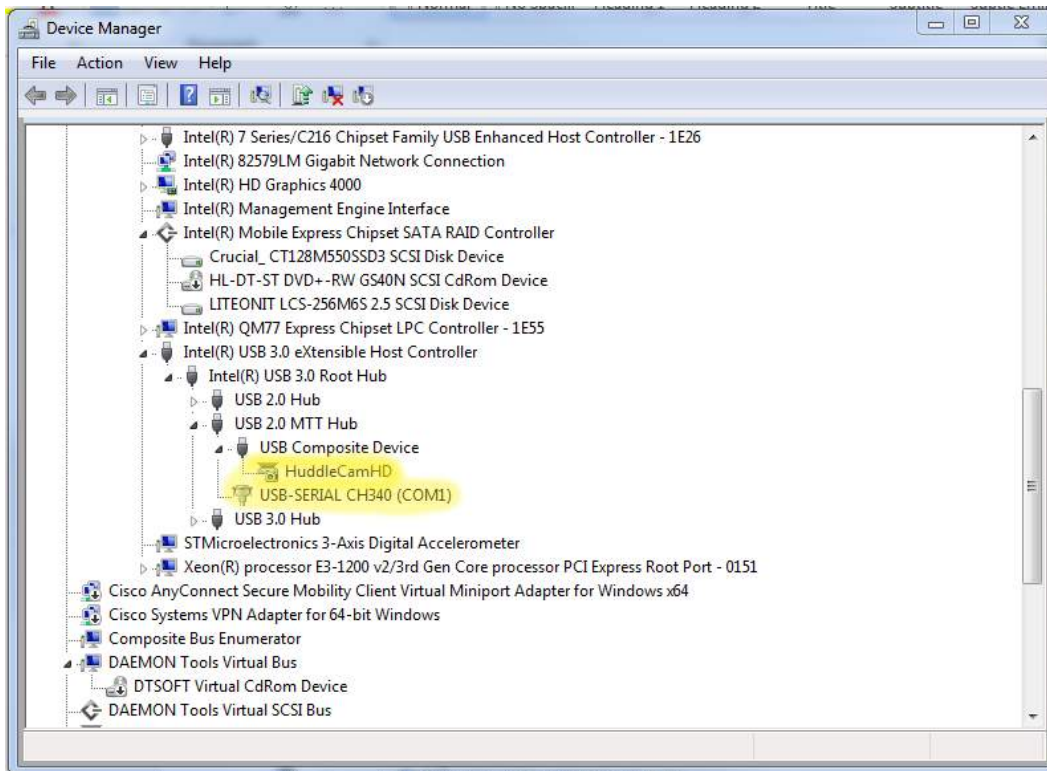 Device Manager
File Action View Help
Intel(R) 7 Series/C216 Chipset Family USB Enhanced Host Controller - 1E26
Intel(R) 82579LM Gigabit Network Connection
Intel(R) HD Graphics 4000
Intel(R) Management Engine Interface
Intel(R) Mobile Express Chipset SATA RAID Controller
Crucial_ CT128M550SSD3 SCSI Disk Device
HL-DT-ST DVD+-RW GS40N SCSI CdRom Device
LITEONIT LCS-256M6S 2.5 SCSI Disk Device
Intel(R) QM77 Express Chipset LPC Controller - 1E55
Intel(R) USB 3.0 eXtensible Host Controller
Intel(R) USB 3.0 Root Hub
USB 2.0 Hub
USB 2.0 MTT Hub
USB Composite Device
HuddleCamHD
USB-SERIAL CH340 (COM1)
USB 3.0 Hub
STMicroelectronics 3-Axis Digital Accelerometer
Xeon(R) processor E3-1200 v2/3rd Gen Core processor PCI Express Root Port - 0151
Cisco AnyConnect Secure Mobility Client Virtual Miniport Adapter for Windows x64
Cisco Systems VPN Adapter for 64-bit Windows
Composite Bus Enumerator
DAEMON Tools Virtual Bus
DTSOFT Virtual CdRom Device
DAEMON Tools Virtual SCSI Bus